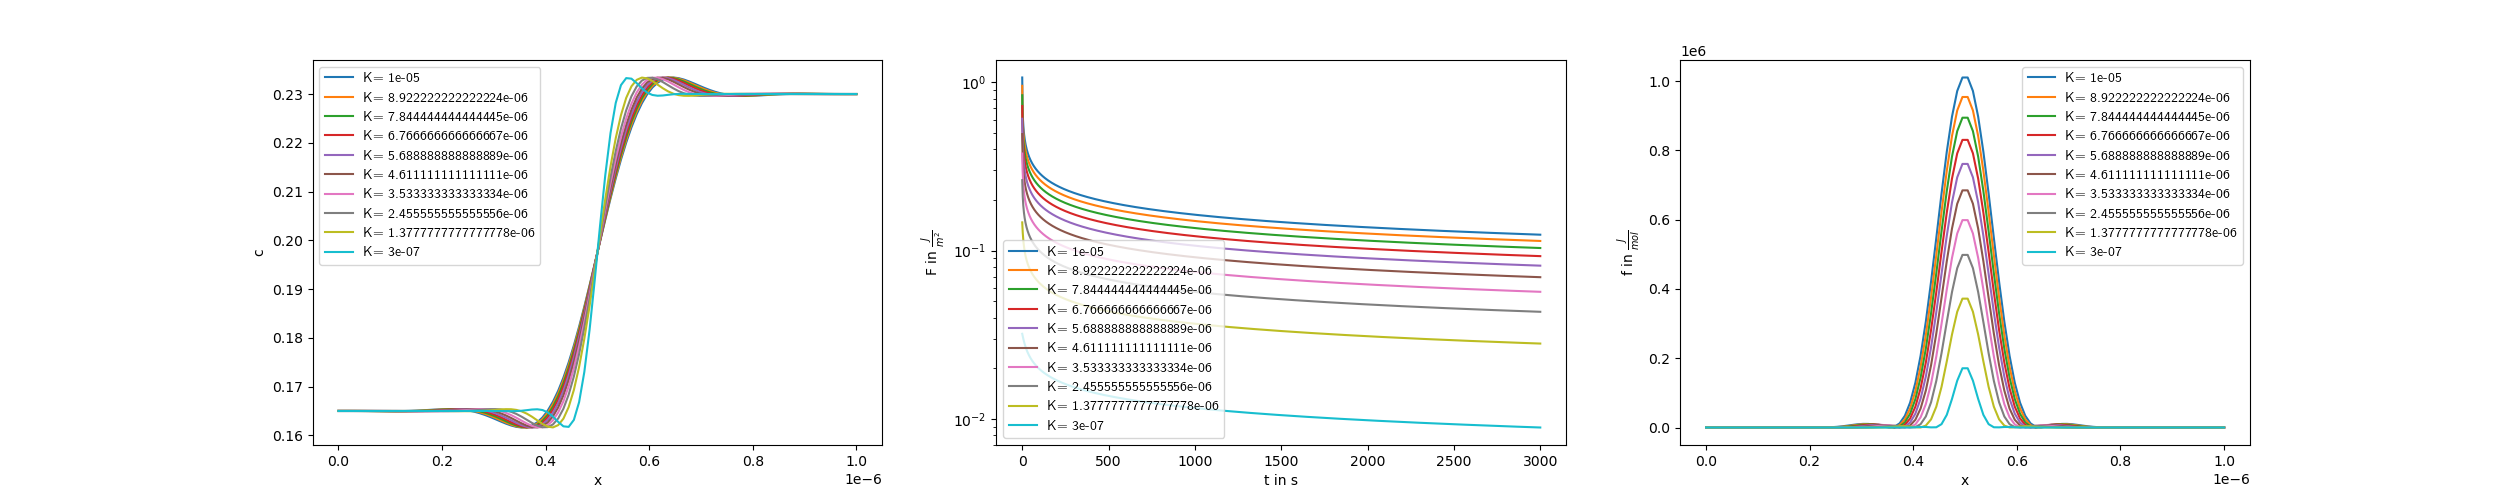 0.23
0.22
0.21
0.20
0.19
0.18
0.17
0.16
c
K= 1e-05
K= 8.922222222222224e-06
K= 7.844444444444445e-06
K= 6.766666666666667e-06
K= 5.688888888888889e-06
K= 4.611111111111111e-06
K= 3.533333333333334e-06
K= 2.455555555555556e-06
K= 1.3777777777777778e-06
K= 3e-07
0.0 0.2 0.4 0.6 0.8 1.0
1e−6
x
10^0
10^−1
10^−2
F in J/m^2
K= 1e-05
K= 8.922222222222224e-06
K= 7.844444444444445e-06
K= 6.766666666666667e-06
K= 5.688888888888889e-06
K= 4.611111111111111e-06
K= 3.533333333333334e-06
K= 2.455555555555556e-06
K= 1.3777777777777778e-06
K= 3e-07
0 500 1000 1500 2000 2500 3000
t in s
1e6
1.0
0.8
0.6
0.4
0.2
0.0
f in J/mol
K= 1e-05
K= 8.922222222222224e-06
K= 7.844444444444445e-06
K= 6.766666666666667e-06
K= 5.688888888888889e-06
K= 4.611111111111111e-06
K= 3.533333333333334e-06
K= 2.455555555555556e-06
K= 1.3777777777777778e-06
K= 3e-07
0.0 0.2 0.4 0.6 0.8 1.0
1e−6
x